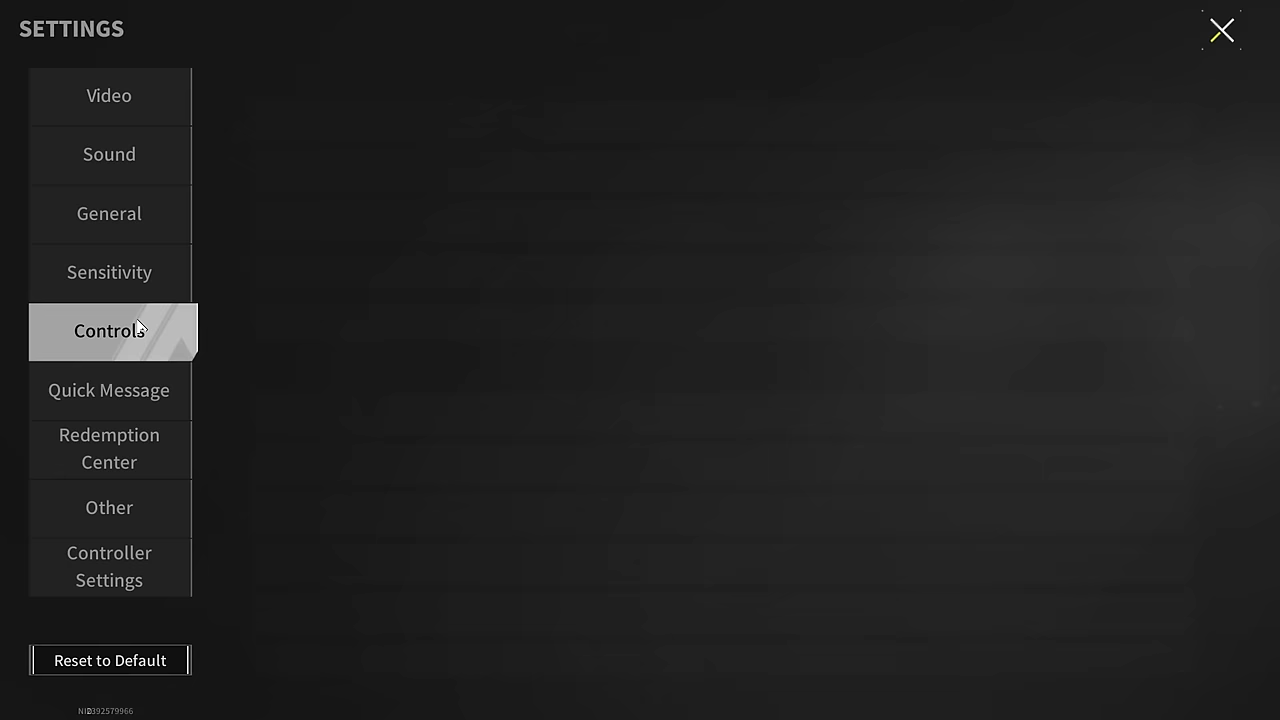 SETTINGS
Video
Sound
General
Sensitivity
Controls
Quick Message
Redemption
Center
Other
Controller
Settings
Reset to Default